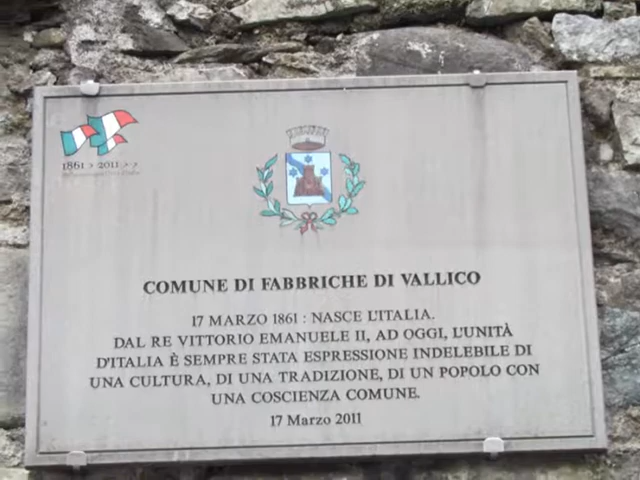 1861 > 2011 > >
COMUNE DI FABBRICHE DI VALLICO
17 MARZO 1861 : NASCE L'ITALIA.
DAL RE VITTORIO EMANUELE II, AD OGGI, L'UNITÀ
D'ITALIA È SEMPRE STATA ESPRESSIONE INDELEBILE DI
UNA CULTURA, DI UNA TRADIZIONE, DI UN POPOLO CON
UNA COSCIENZA COMUNE.
17 Marzo 2011